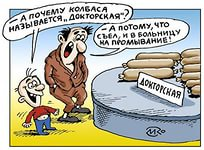 – А ПОЧЕМУ КОЛБАСА
НАЗЫВАЕТСЯ „ДОКТОРСКАЯ"?
– А ПОТОМУ, ЧТО
СЪЕЛ, И В БОЛЬНИЦУ
НА ПРОМЫВАНИЕ!
ДОКТОРСКАЯ